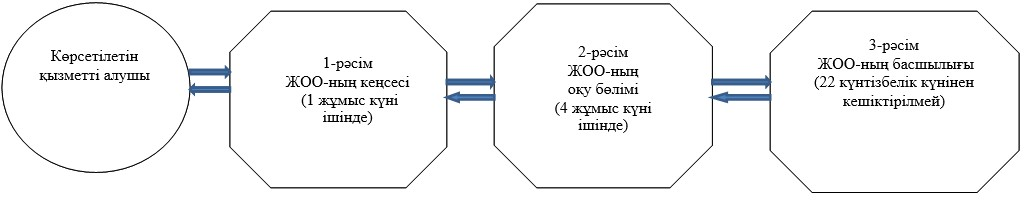 Көрсетілетін
қызметті алушы
1-рәсім
ЖОО-ның кеңсесі
(1 жұмыс күні
ішінде)
2-рәсім
ЖОО-ның
оқу бөлімі
(4 жұмыс күні
ішінде)
3-рәсім
ЖОО-ның басшылығы
(22 күнтізбелік күнінен
кешіктірілмей)